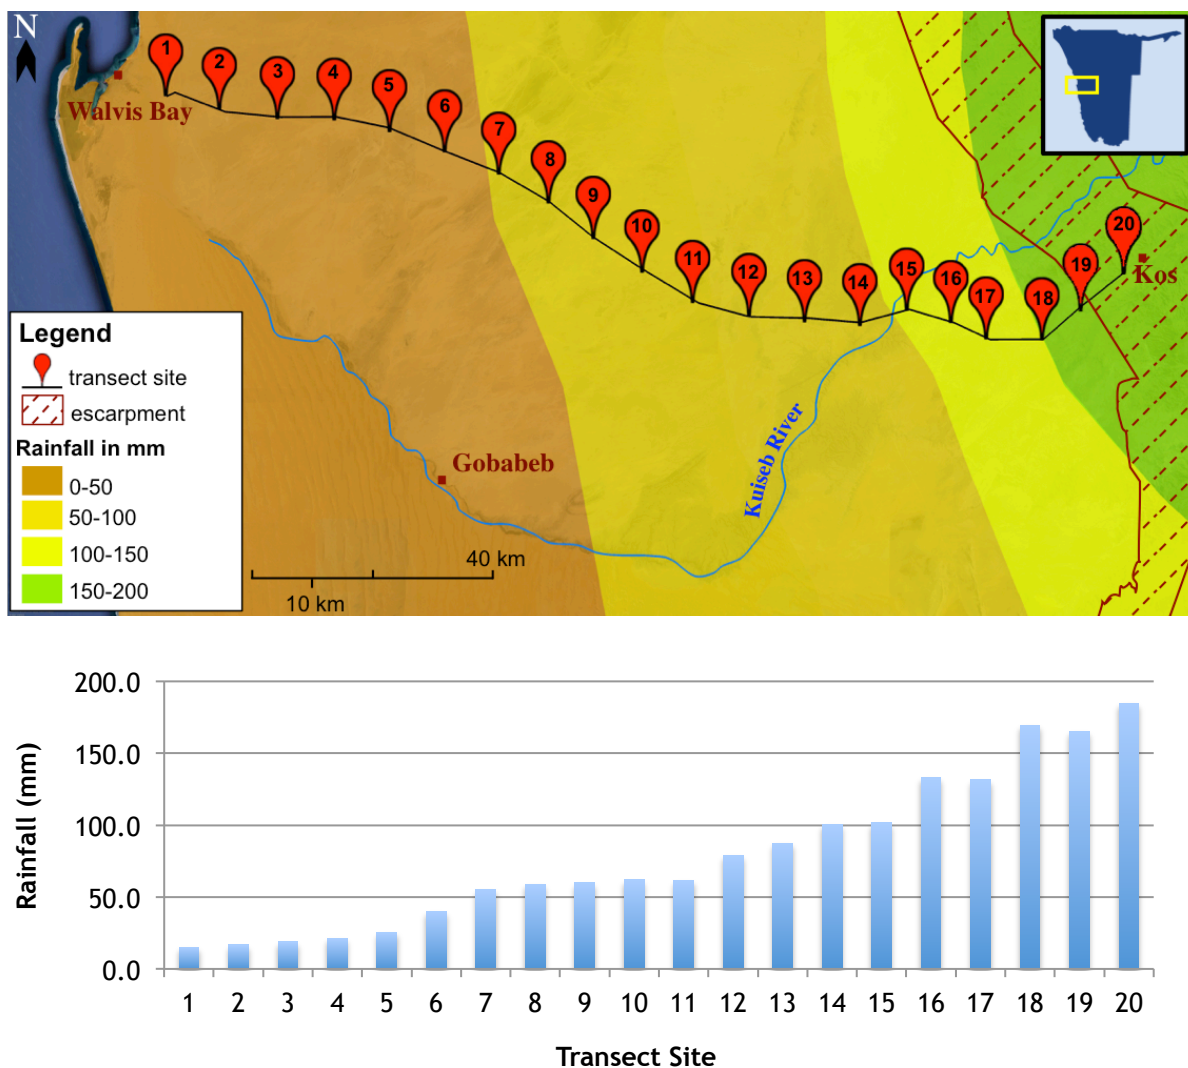 N
1 2 3 4 5 6 7 8 9 10 11 12 13 14 15 16 17 18 19 20
Walvis Bay
Kos
Gobabeb
Kuiseb River
Legend
transect site
escarpment
Rainfall in mm
0-50
50-100
100-150
150-200
40 km
10 km
200.0
150.0
100.0
50.0
0.0
Rainfall (mm)
1 2 3 4 5 6 7 8 9 10 11 12 13 14 15 16 17 18 19 20
Transect Site